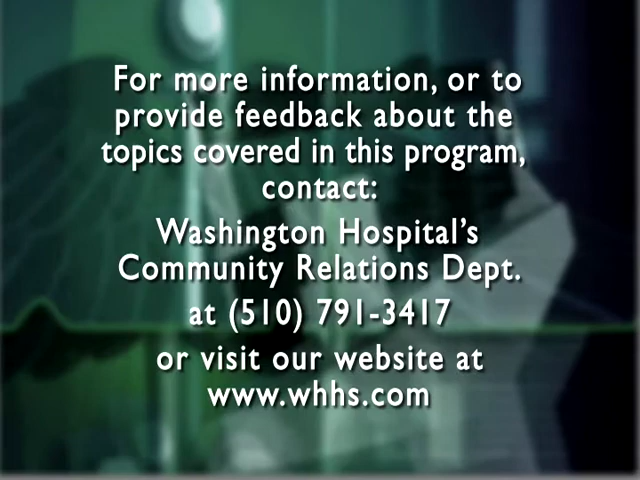 For more information, or to
provide feedback about the
topics covered in this program,
contact:
Washington Hospital's
Community Relations Dept.
at (510) 791-3417
or visit our website at
www.whhs.com